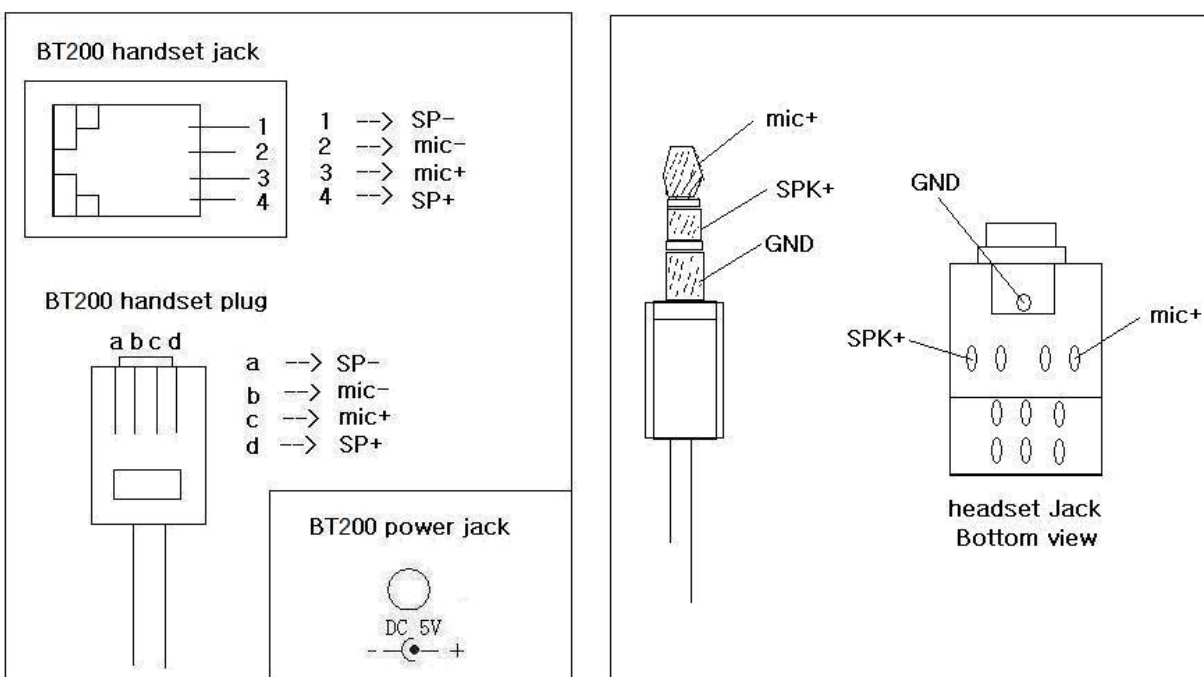 BT200 handset jack
1
2
3
4
1 --> SP-
2 --> mic-
3 --> mic+
4 --> SP+
BT200 handset plug
a b c d
a --> SP-
b --> mic-
c --> mic+
d --> SP+
BT200 power jack
DC 5V
- +
mic+
SPK+
GND
GND
SPK+
mic+
headset Jack
Bottom view